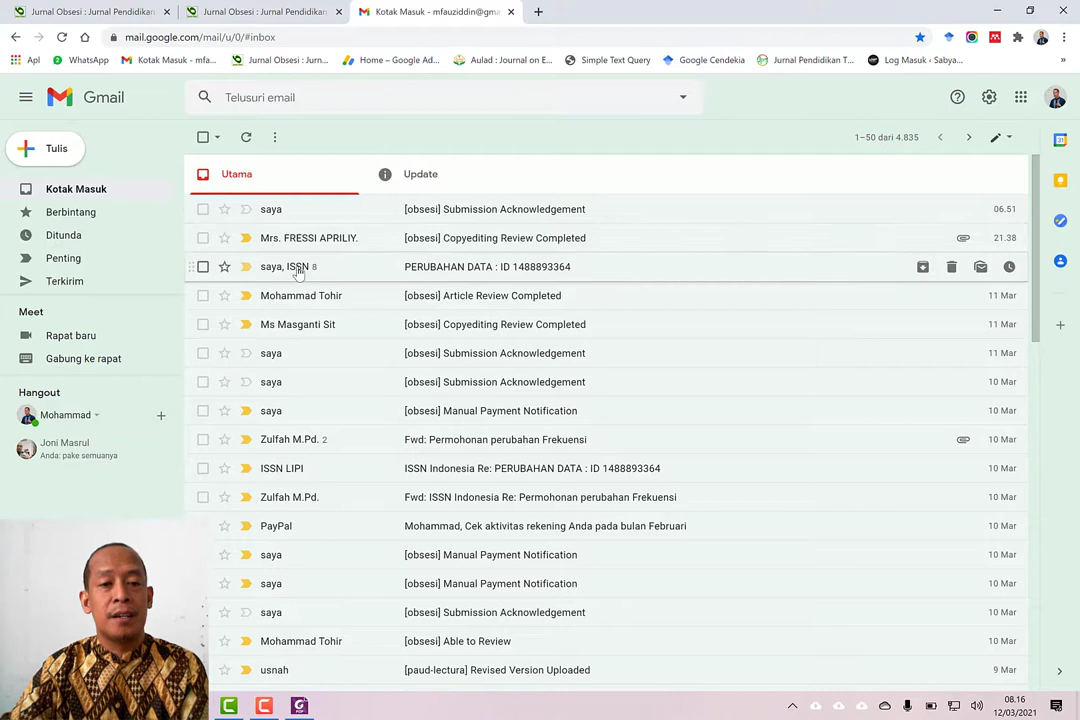 Jurnal Obsesi : Jurnal Pendidikan
Jurnal Obsesi : Jurnal Pendidikan
Kotak Masuk - mfauziddin@gma
mail.google.com/mail/u/0/#inbox
Apl
WhatsApp
Kotak Masuk - mfa...
Jurnal Obsesi : Jurn...
Home – Google Ad...
Aulad : Journal on E...
Simple Text Query
Google Cendekia
Jurnal Pendidikan T...
Log Masuk ‹ Sabya...
Gmail
Telusuri email
Tulis
1–50 dari 4.835
Kotak Masuk
Berbintang
Ditunda
Penting
Terkirim
Meet
Rapat baru
Gabung ke rapat
Hangout
Mohammad
Joni Masrul
Anda: pake semuanya
Utama
Update
saya [obsesi] Submission Acknowledgement 06.51
Mrs. FRESSI APRILIY. [obsesi] Copyediting Review Completed 21.38
saya, ISSN 8 PERUBAHAN DATA : ID 1488893364
Mohammad Tohir [obsesi] Article Review Completed 11 Mar
Ms Masganti Sit [obsesi] Copyediting Review Completed 11 Mar
saya [obsesi] Submission Acknowledgement 11 Mar
saya [obsesi] Submission Acknowledgement 10 Mar
saya [obsesi] Manual Payment Notification 10 Mar
Zulfah M.Pd. 2 Fwd: Permohonan perubahan Frekuensi 10 Mar
ISSN LIPI ISSN Indonesia Re: PERUBAHAN DATA : ID 1488893364 10 Mar
Zulfah M.Pd. Fwd: ISSN Indonesia Re: Permohonan perubahan Frekuensi 10 Mar
PayPal Mohammad, Cek aktivitas rekening Anda pada bulan Februari 10 Mar
saya [obsesi] Manual Payment Notification 10 Mar
saya [obsesi] Manual Payment Notification 10 Mar
saya [obsesi] Submission Acknowledgement 10 Mar
Mohammad Tohir [obsesi] Able to Review 10 Mar
usnah [paud-lectura] Revised Version Uploaded 9 Mar
08.16
12/03/2021